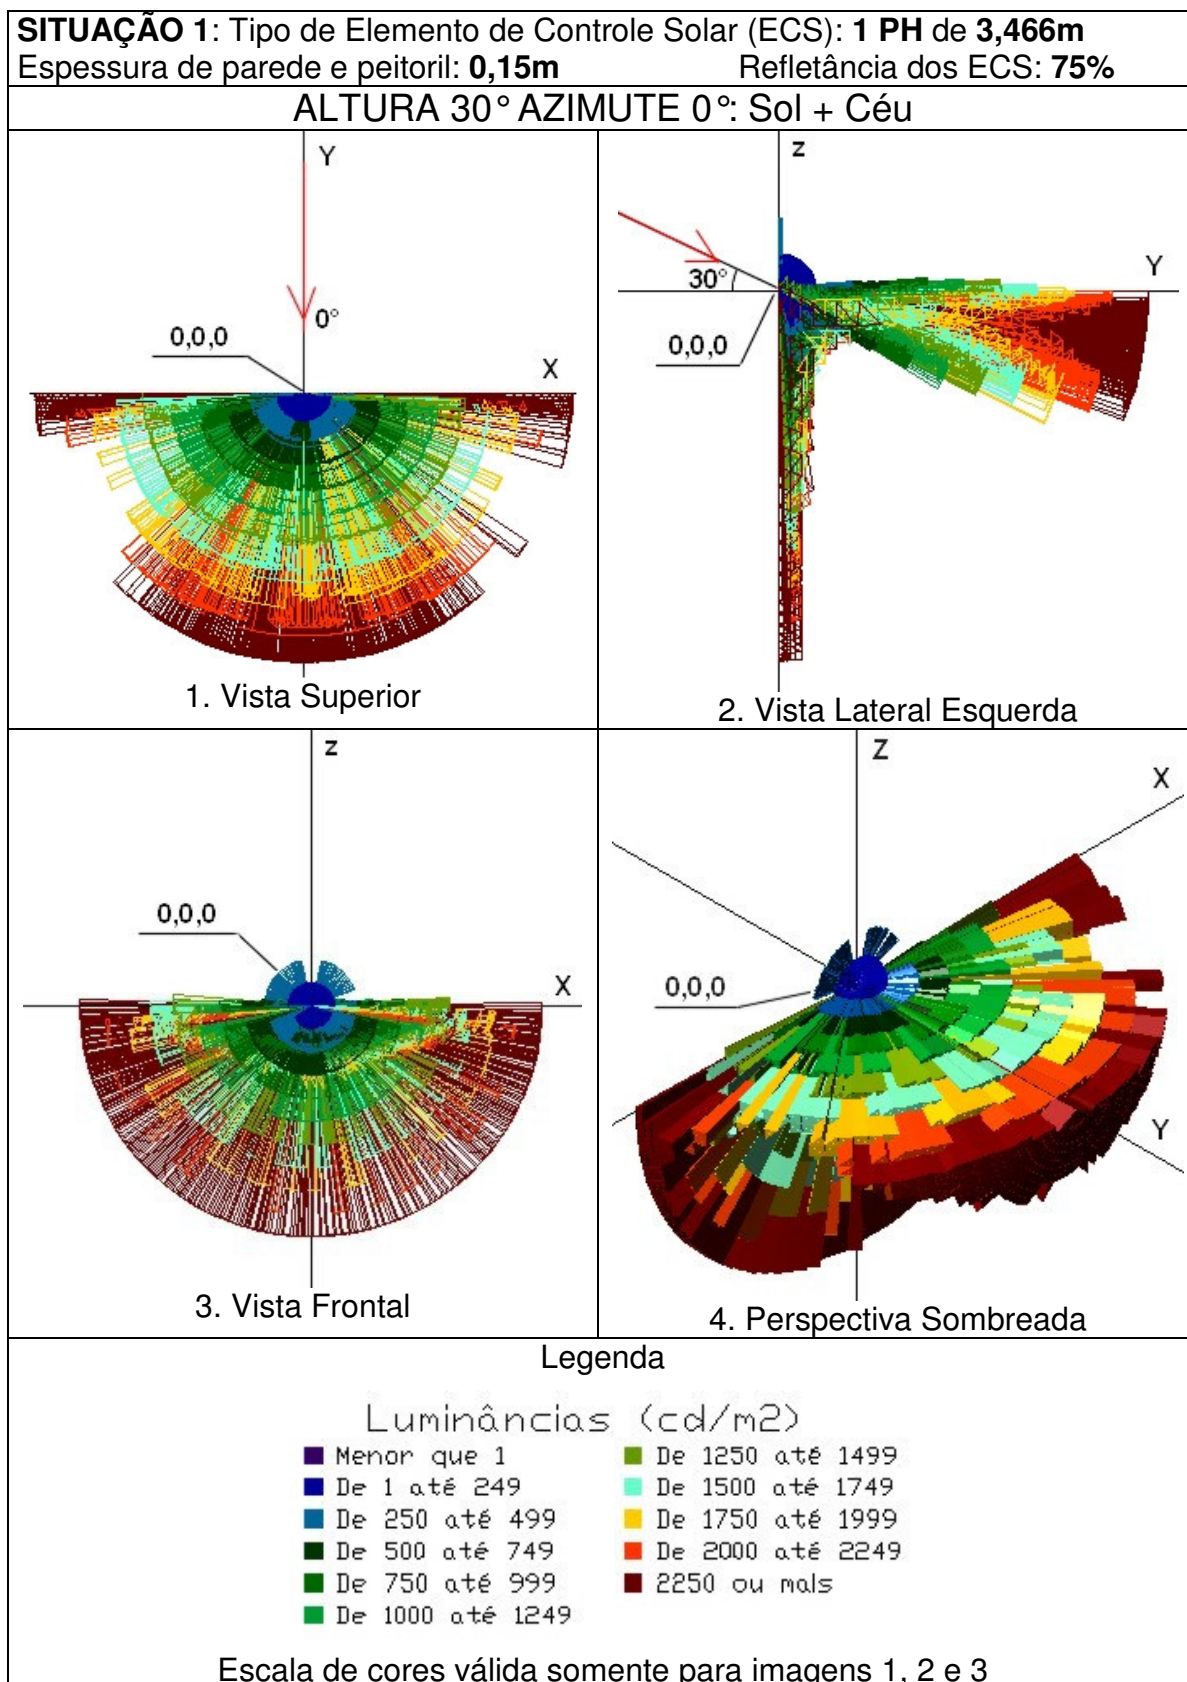 SITUAÇÃO 1: Tipo de Elemento de Controle Solar (ECS): 1 PH de 3,466m
Espessura de parede e peitoril: 0,15m Refletância dos ECS: 75%
ALTURA 30° AZIMUTE 0°: Sol + Céu
Y
0°
0,0,0
X
1. Vista Superior
z
30°
Y
0,0,0
2. Vista Lateral Esquerda
z
0,0,0
X
3. Vista Frontal
Z
X
0,0,0
Y
4. Perspectiva Sombreada
Legenda
Luminâncias (cd/m2)
Menor que 1
De 1 até 249
De 250 até 499
De 500 até 749
De 750 até 999
De 1000 até 1249
De 1250 até 1499
De 1500 até 1749
De 1750 até 1999
De 2000 até 2249
2250 ou mais
Escala de cores válida somente para imagens 1, 2 e 3